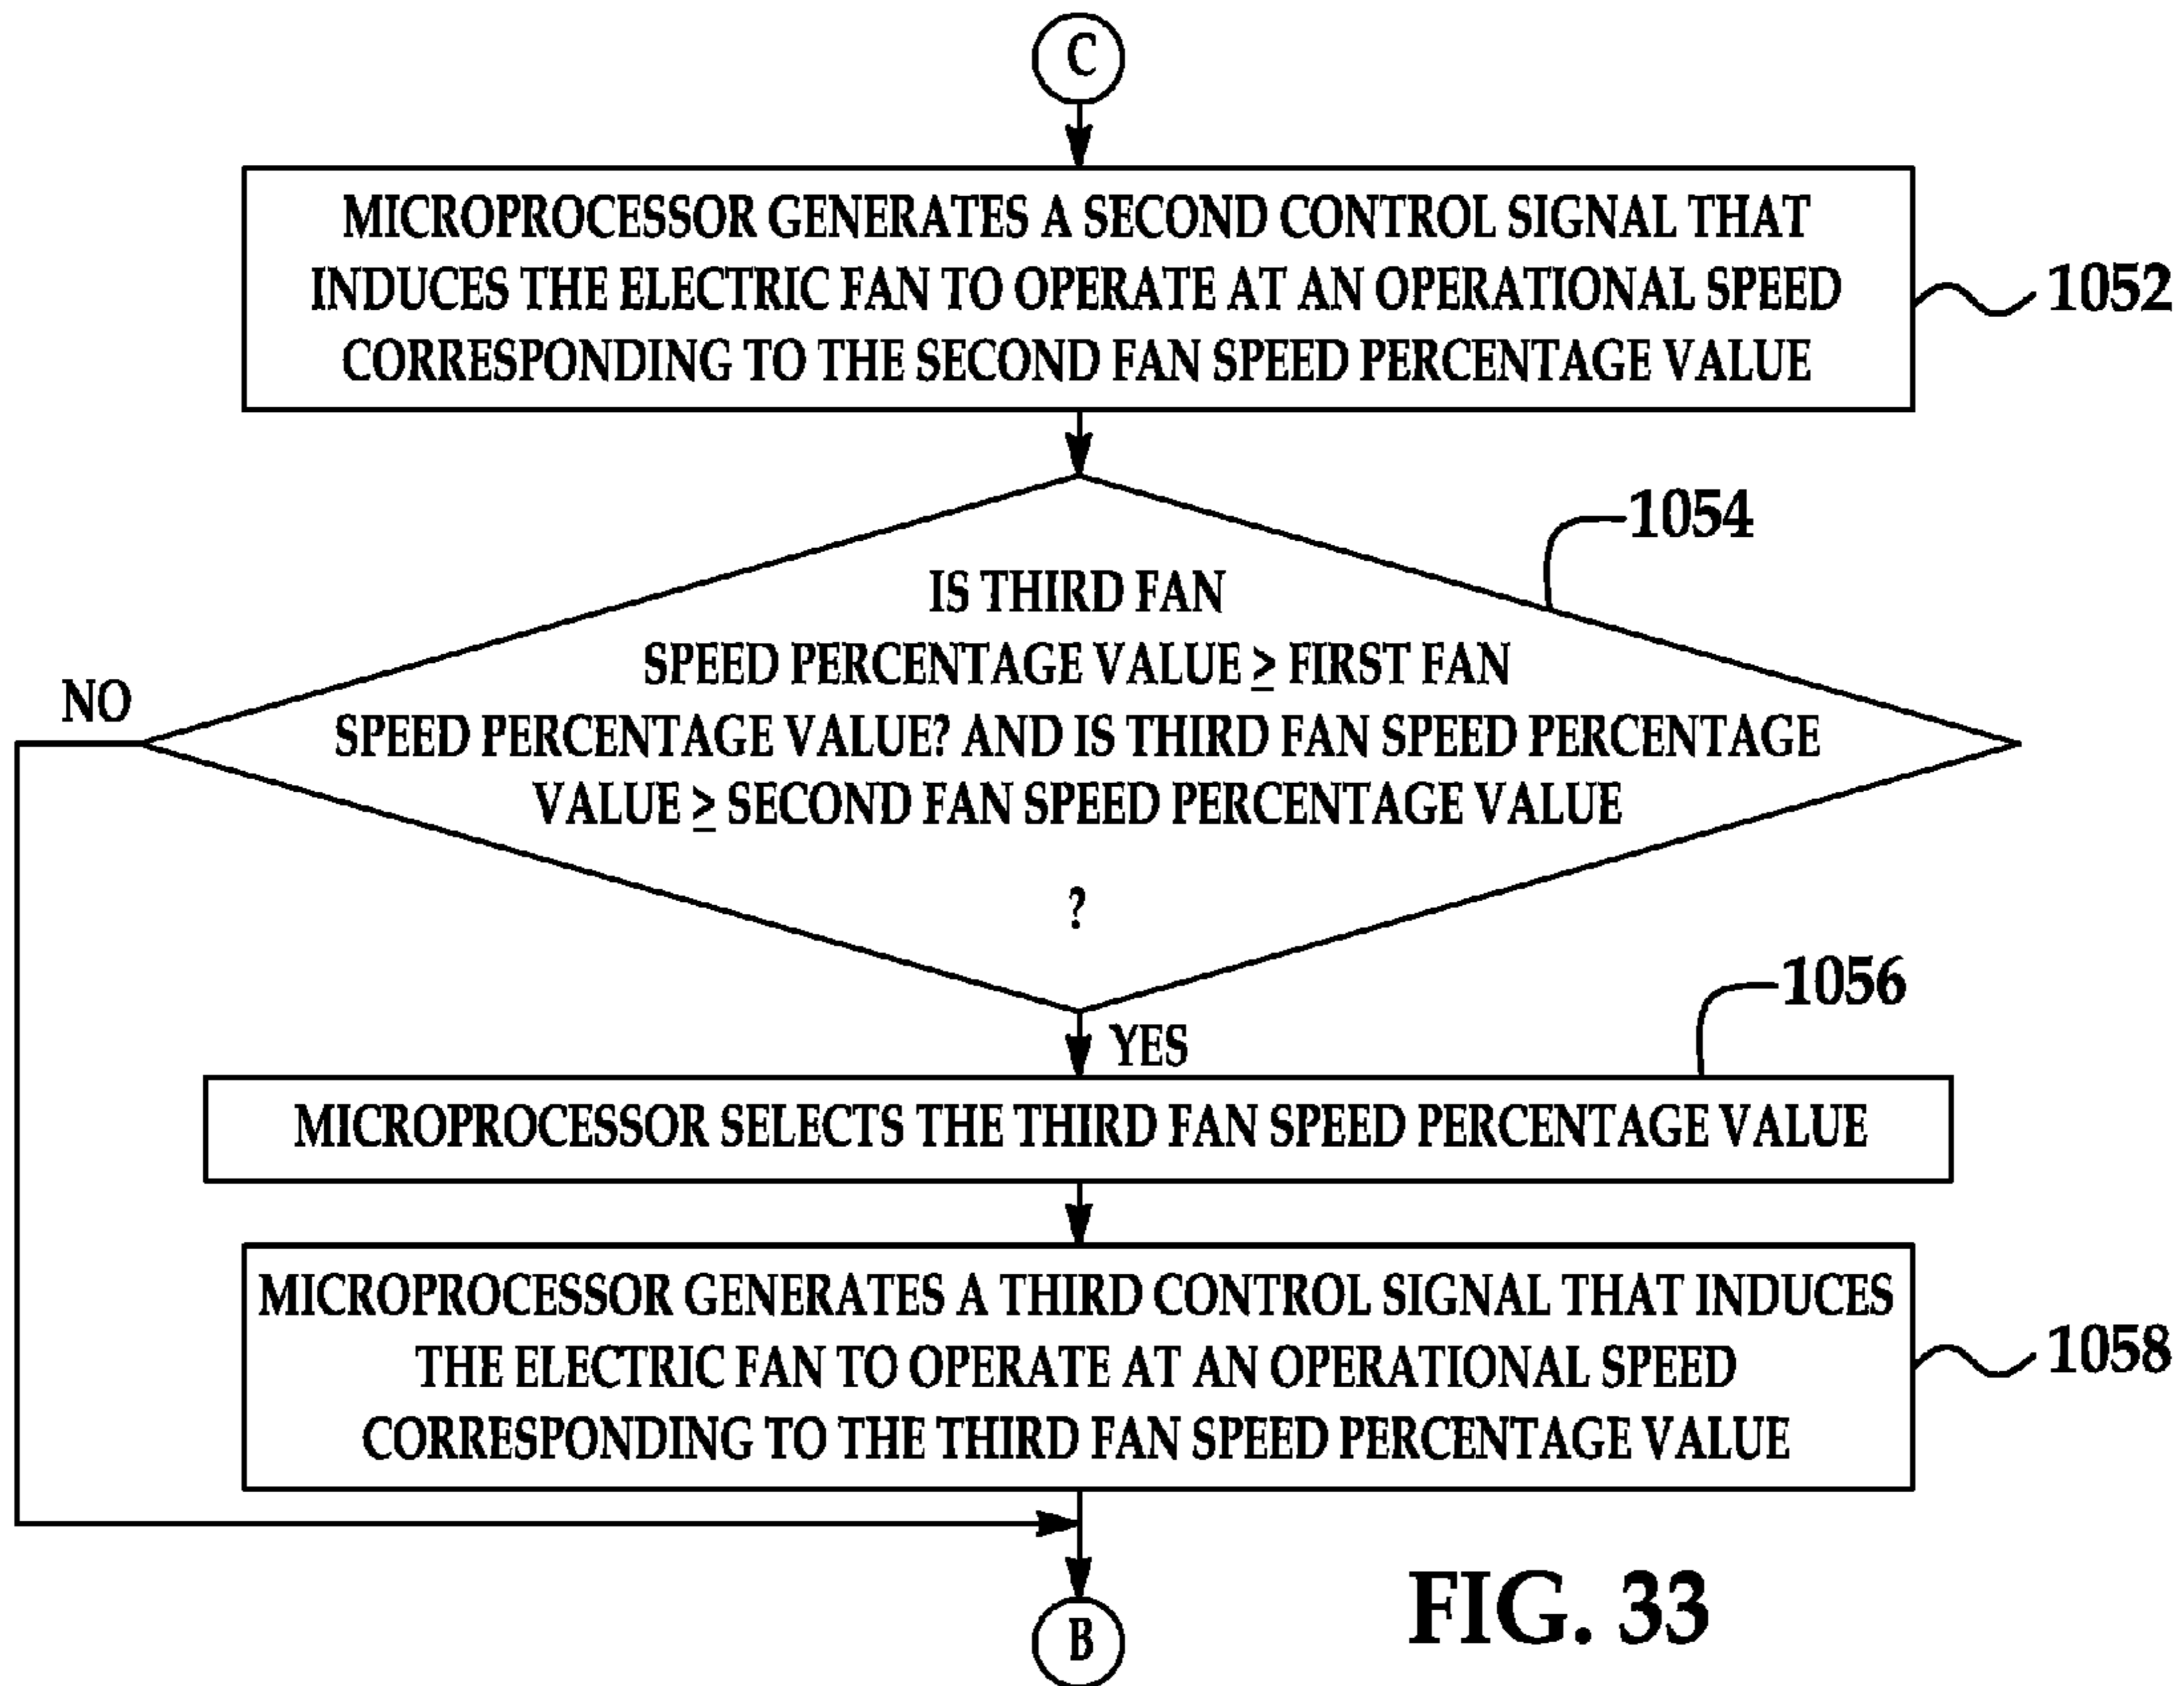 C
MICROPROCESSOR GENERATES A SECOND CONTROL SIGNAL THAT
INDUCES THE ELECTRIC FAN TO OPERATE AT AN OPERATIONAL SPEED
CORRESPONDING TO THE SECOND FAN SPEED PERCENTAGE VALUE
1052
1054
IS THIRD FAN
SPEED PERCENTAGE VALUE ≥ FIRST FAN
SPEED PERCENTAGE VALUE? AND IS THIRD FAN SPEED PERCENTAGE
VALUE ≥ SECOND FAN SPEED PERCENTAGE VALUE
?
NO
YES
1056
MICROPROCESSOR SELECTS THE THIRD FAN SPEED PERCENTAGE VALUE
MICROPROCESSOR GENERATES A THIRD CONTROL SIGNAL THAT INDUCES
THE ELECTRIC FAN TO OPERATE AT AN OPERATIONAL SPEED
CORRESPONDING TO THE THIRD FAN SPEED PERCENTAGE VALUE
1058
B
FIG. 33